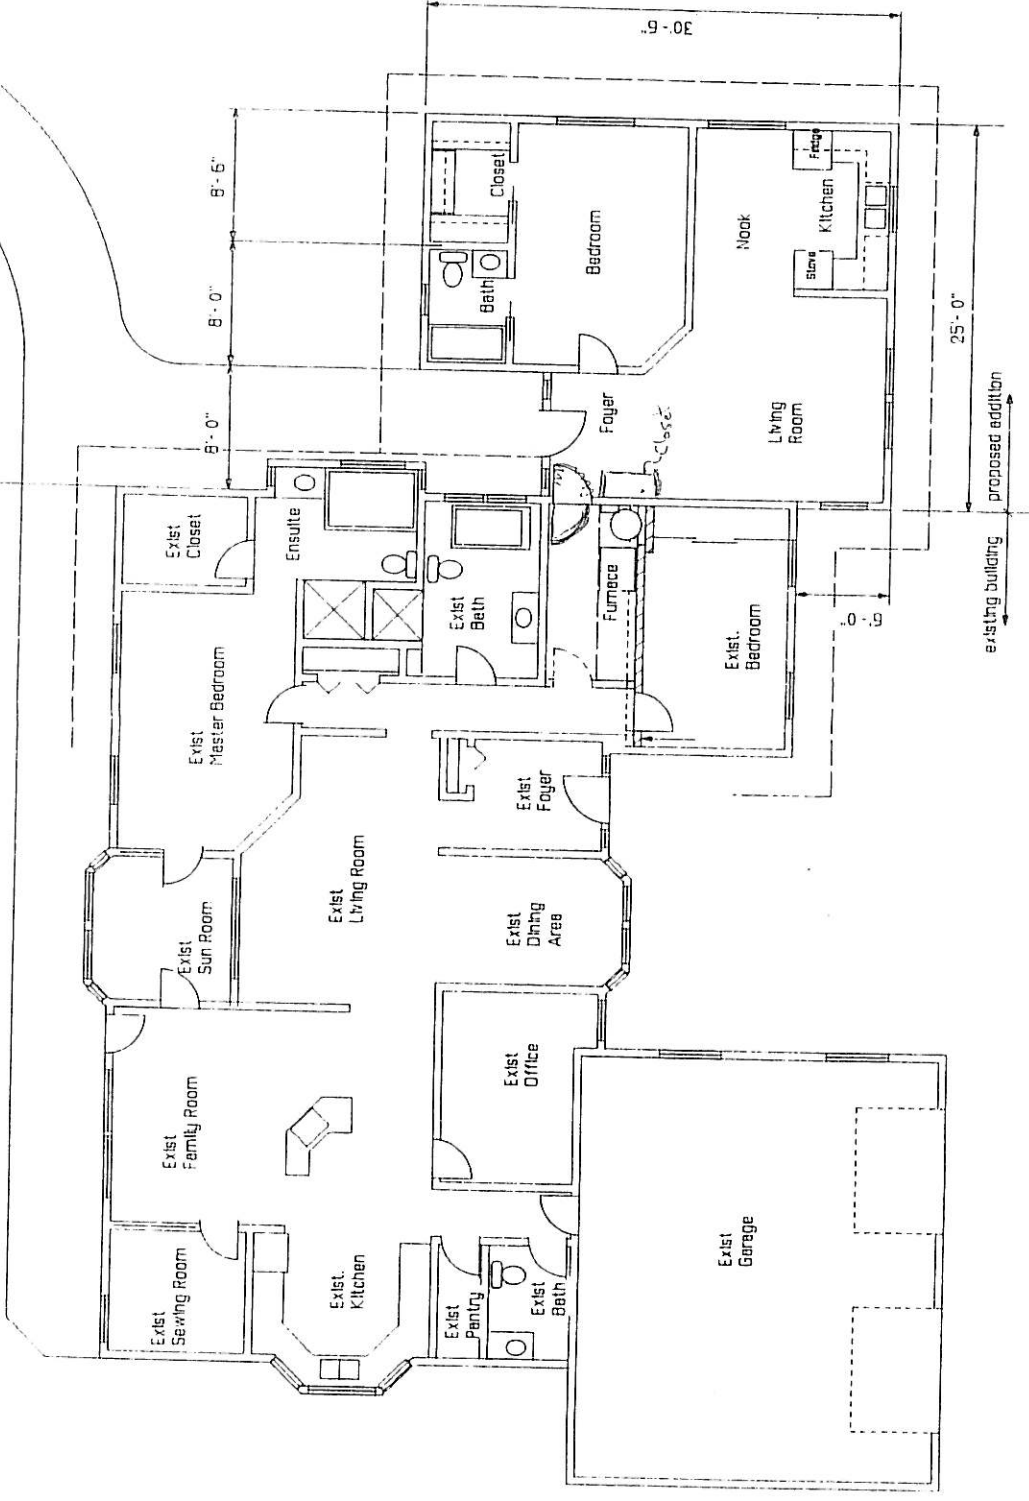 30'-6"
8'-6"
8'-0"
8'-0"
25'-0"
6'-0"
Closet
Bath
Bedroom
Nook
Kitchen
Fridge
Stove
Foyer
Closet
Living
Room
proposed addition
existing building
Exist
Closet
Ensuite
Exist
Bath
Furnace
Exist.
Bedroom
Exist
Master Bedroom
Exist
Foyer
Exist
Living Room
Exist
Sun Room
Exist
Dining
Area
Exist
Office
Exist
Family Room
Exist
Sewing Room
Exist.
Kitchen
Exist
Pantry
Exist
Bath
Exist
Garage